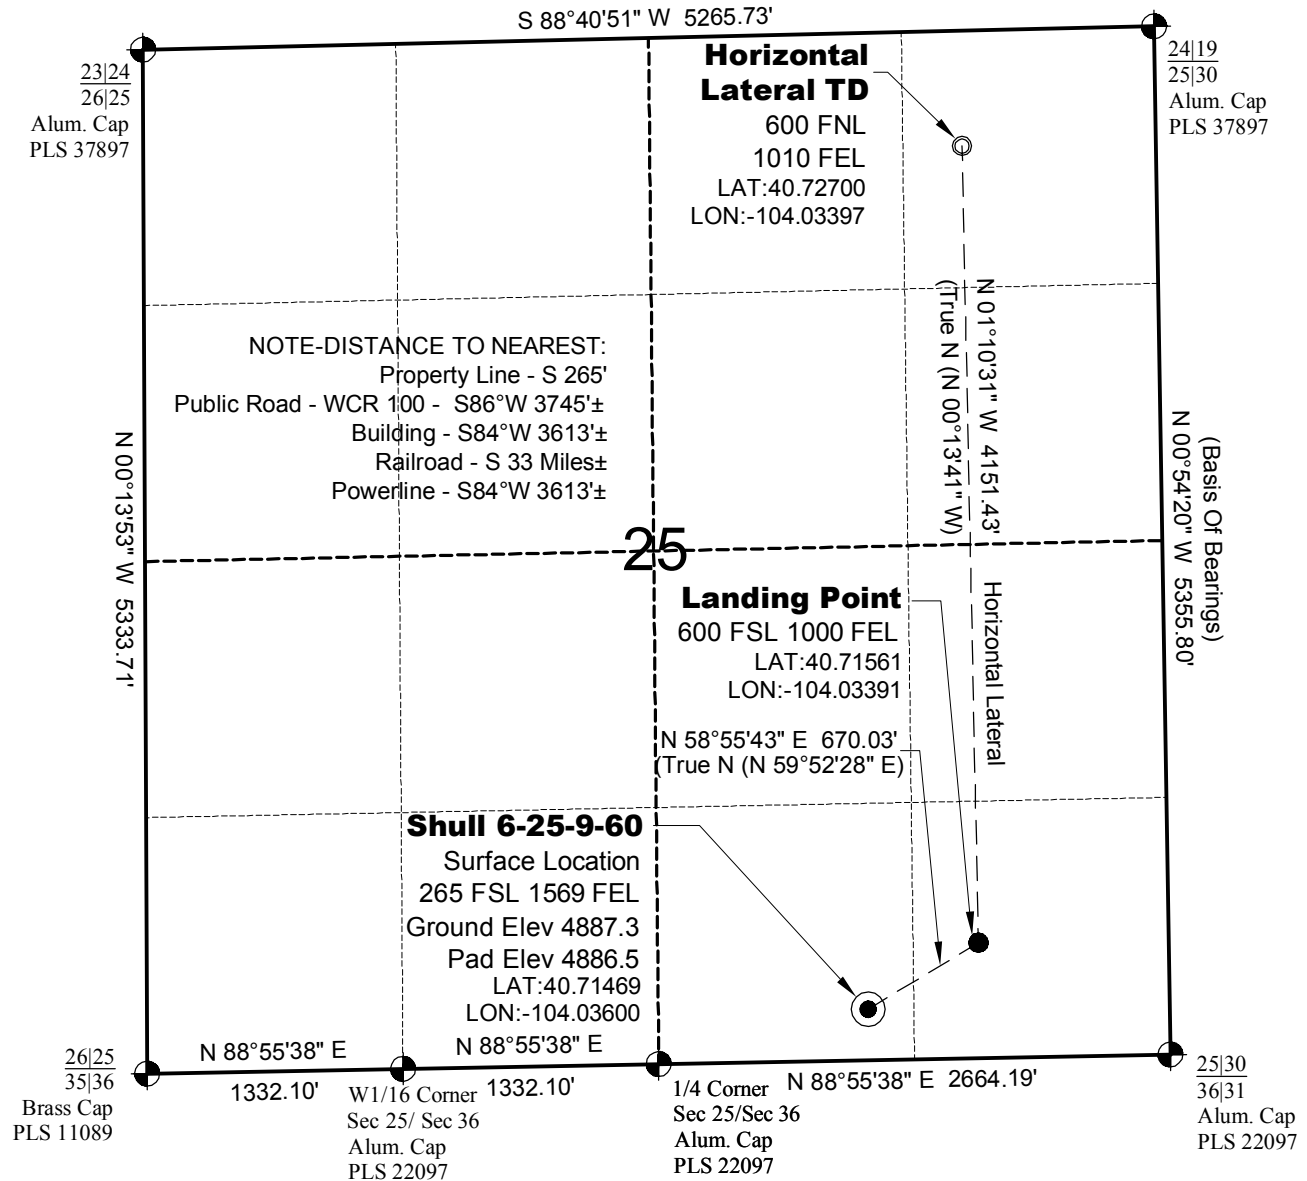 S 88°40'51" W 5265.73'
23|24
26|25
Alum. Cap
PLS 37897
24|19
25|30
Alum. Cap
PLS 37897
Horizontal
Lateral TD
600 FNL
1010 FEL
LAT:40.72700
LON:-104.03397
N 01°10'31" W 4151.43'
(True N (N 00°13'41" W)
NOTE-DISTANCE TO NEAREST:
Property Line - S 265'
Public Road - WCR 100 - S86°W 3745'±
Building - S84°W 3613'±
Railroad - S 33 Miles±
Powerline - S84°W 3613'±
N 00°13'53" W 5333.71'
(Basis Of Bearings)
N 00°54'20" W 5355.80'
25
Landing Point
600 FSL 1000 FEL
LAT:40.71561
LON:-104.03391
Horizontal Lateral
N 58°55'43" E 670.03'
(True N (N 59°52'28" E)
Shull 6-25-9-60
Surface Location
265 FSL 1569 FEL
Ground Elev 4887.3
Pad Elev 4886.5
LAT:40.71469
LON:-104.03600
26|25
35|36
Brass Cap
PLS 11089
N 88°55'38" E
1332.10'
W1/16 Corner
Sec 25/ Sec 36
Alum. Cap
PLS 22097
N 88°55'38" E
1332.10'
1/4 Corner
Sec 25/Sec 36
Alum. Cap
PLS 22097
N 88°55'38" E 2664.19'
25|30
36|31
Alum. Cap
PLS 22097